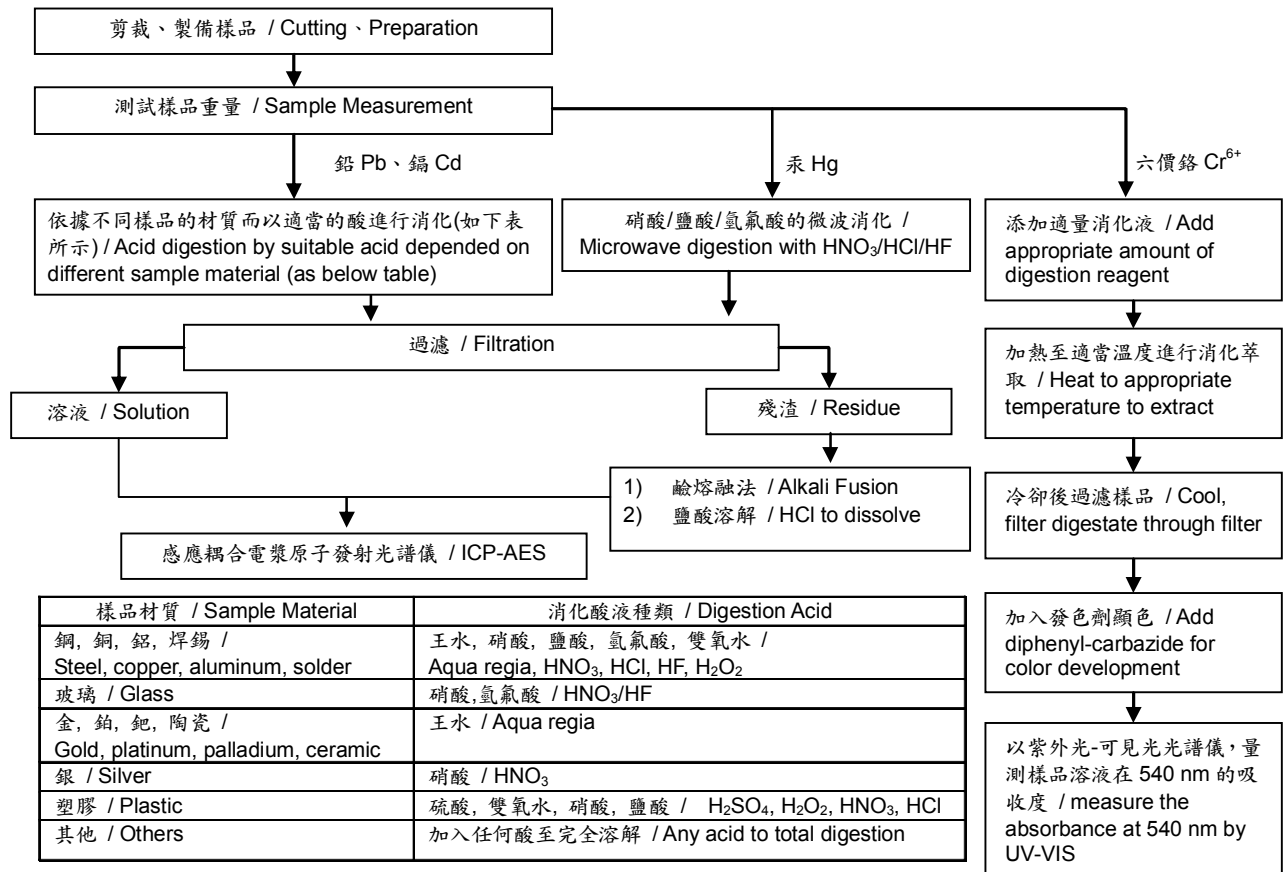 剪裁、製備樣品 / Cutting、Preparation
測試樣品重量 / Sample Measurement
鉛 Pb、鎘 Cd
汞 Hg
六價鉻 Cr⁶⁺
依據不同樣品的材質而以適當的酸進行消化(如下表
所示) / Acid digestion by suitable acid depended on
different sample material (as below table)
硝酸/鹽酸/氫氟酸的微波消化 /
Microwave digestion with HNO₃/HCl/HF
添加適量消化液 / Add
appropriate amount of
digestion reagent
過濾 / Filtration
加熱至適當溫度進行消化萃
取 / Heat to appropriate
temperature to extract
溶液 / Solution
殘渣 / Residue
1) 鹼熔融法 / Alkali Fusion
2) 鹽酸溶解 / HCl to dissolve
冷卻後過濾樣品 / Cool,
filter digestate through filter
感應耦合電漿原子發射光譜儀 / ICP-AES
加入發色劑顯色 / Add
diphenyl-carbazide for
color development
以紫外光-可見光光譜儀，量
測樣品溶液在 540 nm 的吸
收度 / measure the
absorbance at 540 nm by
UV-VIS
樣品材質 / Sample Material 消化酸液種類 / Digestion Acid
鋼, 銅, 鋁, 焊錫 / 王水, 硝酸, 鹽酸, 氫氟酸, 雙氧水 /
Steel, copper, aluminum, solder Aqua regia, HNO₃, HCl, HF, H₂O₂
玻璃 / Glass 硝酸,氫氟酸 / HNO₃/HF
金, 鉑, 鈀, 陶瓷 / 王水 / Aqua regia
Gold, platinum, palladium, ceramic
銀 / Silver 硝酸 / HNO₃
塑膠 / Plastic 硫酸, 雙氧水, 硝酸, 鹽酸 / H₂SO₄, H₂O₂, HNO₃, HCl
其他 / Others 加入任何酸至完全溶解 / Any acid to total digestion